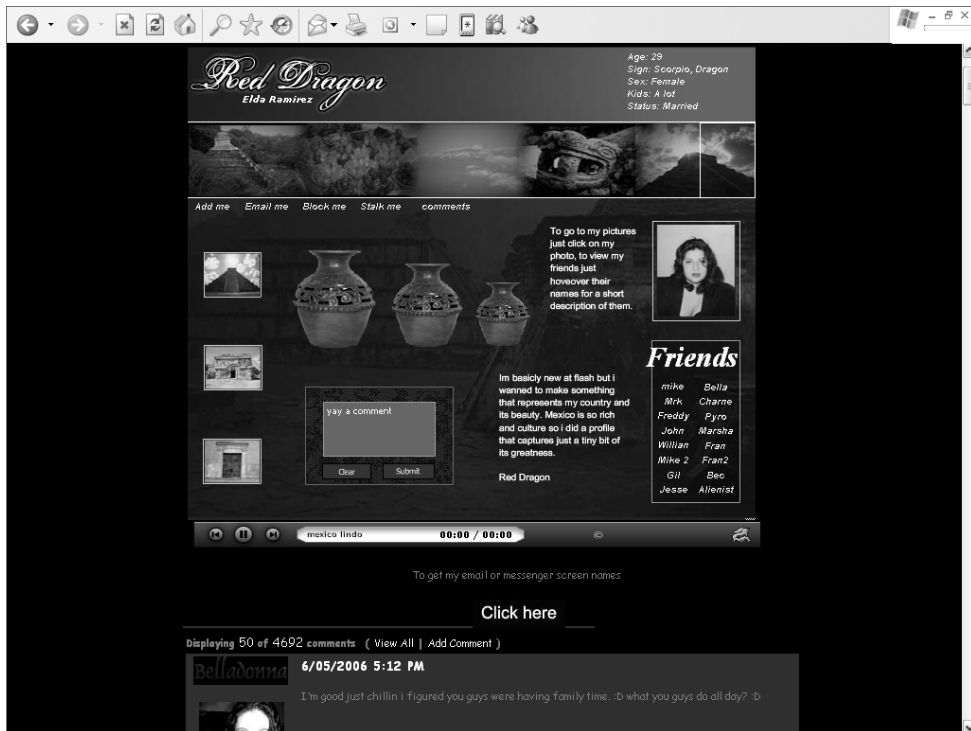 Red Dragon
Elda Ramirez
Age: 29
Sign: Scorpio, Dragon
Sex: Female
Kids: A lot
Status: Married
Add me Email me Block me Stalk me comments
To go to my pictures
just click on my
photo, to view my
friends just
hoveover their
names for a short
description of them.
Friends
mike Bella
Mrk Charne
Freddy Pyro
John Marsha
Willian Fran
Mike 2 Fran2
Gil Bec
Jesse Alienist
yay a comment
Clear Submit
Im basicly new at flash but i
wanted to make something
that represents my country and
its beauty. Mexico is so rich
and culture so i did a profile
that captures just a tiny bit of
its greatness.
Red Dragon
mexico lindo 00:00 / 00:00 ©
To get my email or messenger screen names
Click here
Displaying 50 of 4692 comments ( View All | Add Comment )
Belladonna
6/05/2006 5:12 PM
I'm good just chillin i figured you guys were having family time. :D what you guys do all day? :D